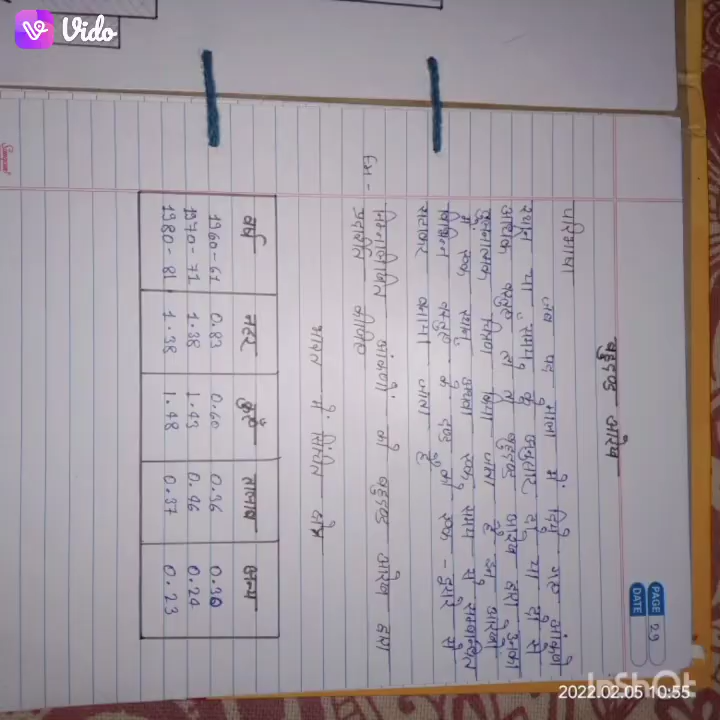 Vido
PAGE 29
DATE
बहुदण्ड आरेख
परिभाषा
जब पद माला में दिये गए आंकड़े
स्थान या समय के अनुसार दो या दो से
अधिक वस्तुए हो तो बहुदण्ड आरेख द्वारा उनका
तुलनात्मक चित्रण किया जाता है इन आरेखों
में एक स्थान अथवा एक समय से सम्बन्धित
विभिन्न वस्तुए के दण्ड को एक-दुसरे से
सटाकर बनाया जाता है
उदा - निम्नलिखित आंकड़ों को बहुदण्ड आरेख द्वारा
प्रदर्शित कीजिए
भारत में सिंचित क्षेत्र
वर्ष नहर कुएँ तालाब अन्य
1960-61 0.83 0.60 0.36 0.30
1970-71 1.38 1.43 0.46 0.24
1980-81 1.38 1.48 0.37 0.23
InShOt
2022.02.05 10:55